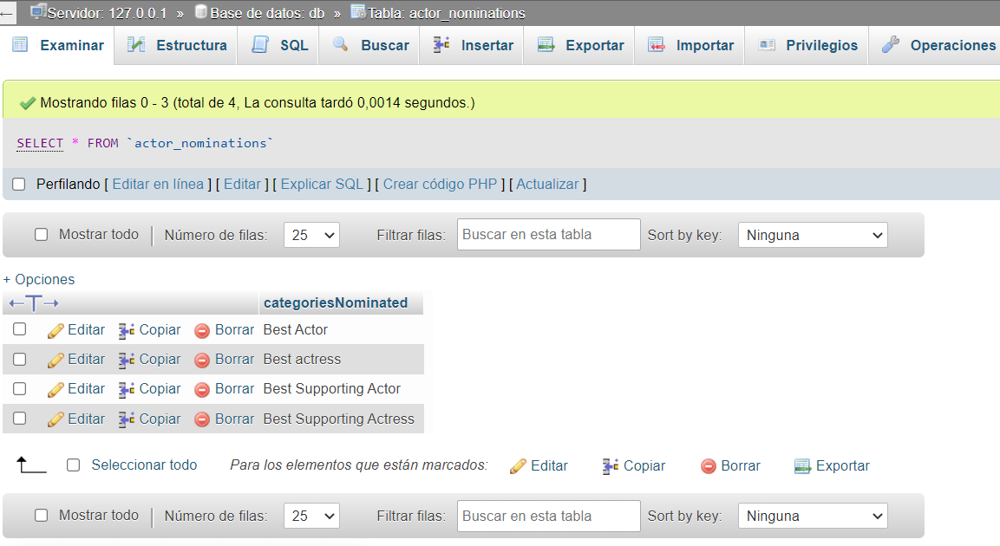 Servidor: 127.0.0.1 » Base de datos: db » Tabla: actor_nominations
Examinar Estructura SQL Buscar Insertar Exportar Importar Privilegios Operaciones
Mostrando filas 0 - 3 (total de 4, La consulta tardó 0,0014 segundos.)
SELECT * FROM `actor_nominations`
Perfilando [ Editar en línea ] [ Editar ] [ Explicar SQL ] [ Crear código PHP ] [ Actualizar ]
Mostrar todo | Número de filas: 25 Filtrar filas: Buscar en esta tabla Sort by key: Ninguna
+ Opciones
←T→ categoriesNominated
Editar Copiar Borrar Best Actor
Editar Copiar Borrar Best actress
Editar Copiar Borrar Best Supporting Actor
Editar Copiar Borrar Best Supporting Actress
Seleccionar todo Para los elementos que están marcados: Editar Copiar Borrar Exportar
Mostrar todo | Número de filas: 25 Filtrar filas: Buscar en esta tabla Sort by key: Ninguna